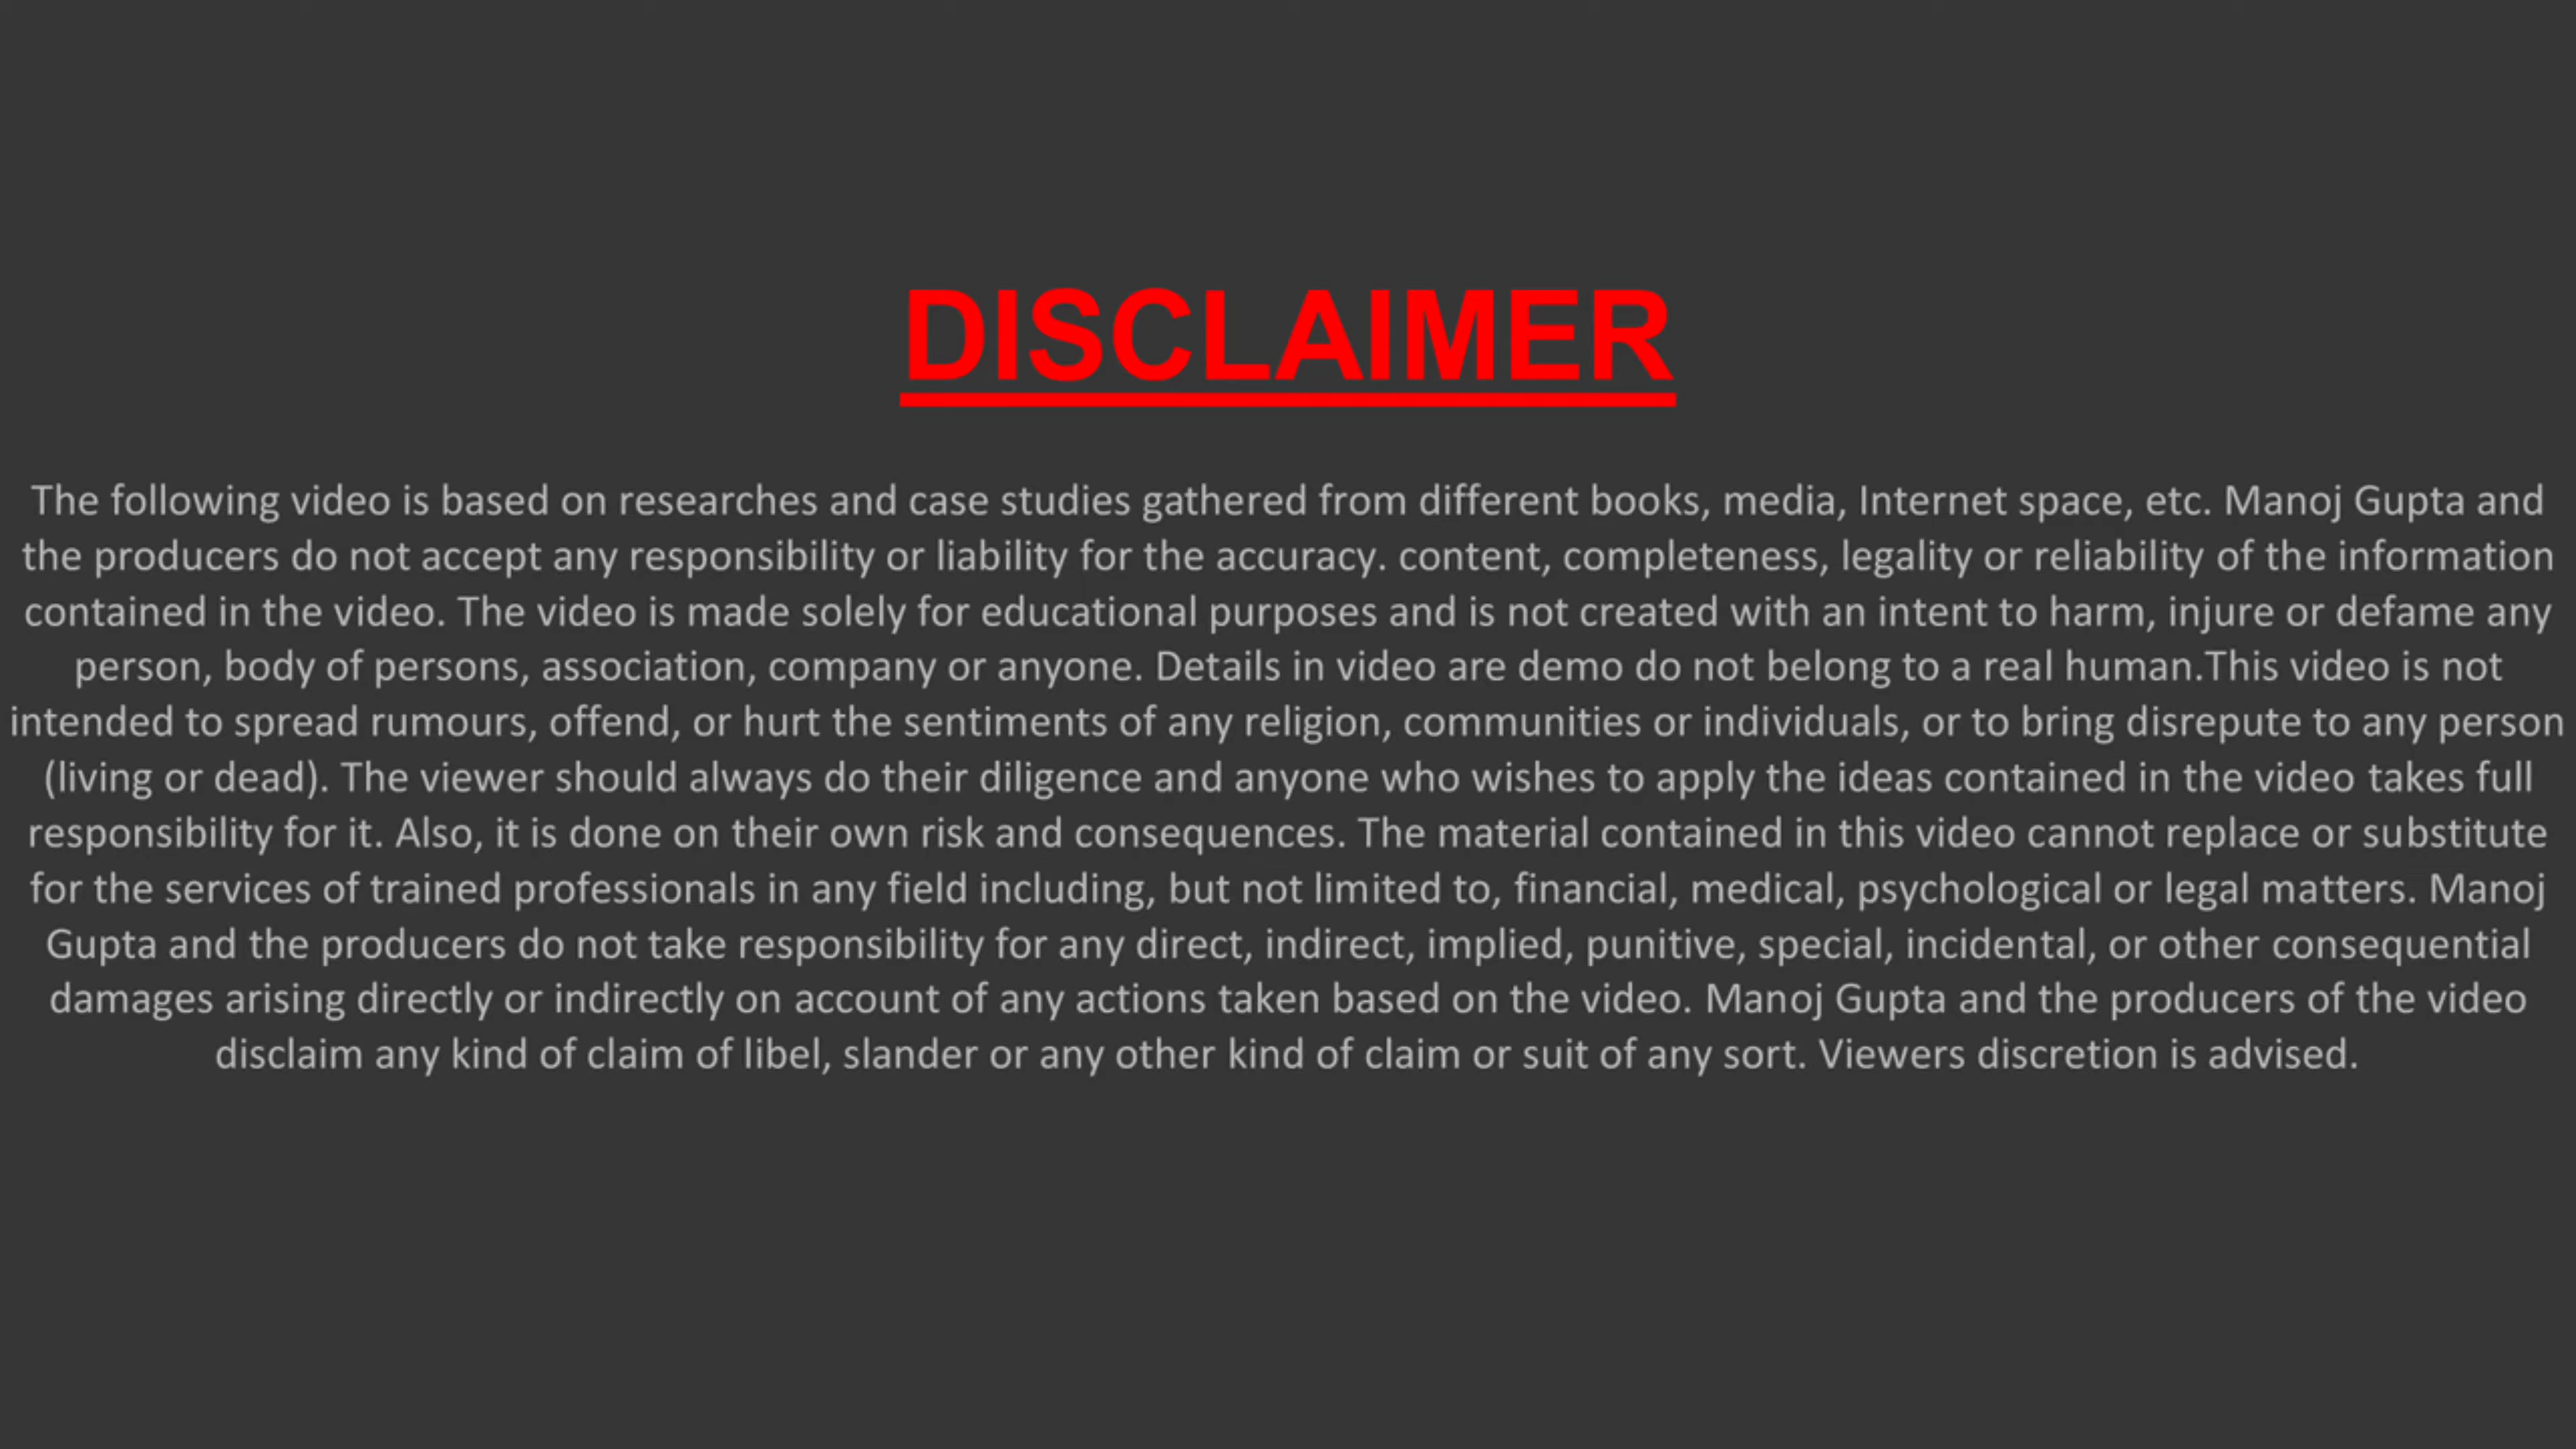 DISCLAIMER
The following video is based on researches and case studies gathered from different books, media, Internet space, etc. Manoj Gupta and
the producers do not accept any responsibility or liability for the accuracy. content, completeness, legality or reliability of the information
contained in the video. The video is made solely for educational purposes and is not created with an intent to harm, injure or defame any
person, body of persons, association, company or anyone. Details in video are demo do not belong to a real human.This video is not
intended to spread rumours, offend, or hurt the sentiments of any religion, communities or individuals, or to bring disrepute to any person
(living or dead). The viewer should always do their diligence and anyone who wishes to apply the ideas contained in the video takes full
responsibility for it. Also, it is done on their own risk and consequences. The material contained in this video cannot replace or substitute
for the services of trained professionals in any field including, but not limited to, financial, medical, psychological or legal matters. Manoj
Gupta and the producers do not take responsibility for any direct, indirect, implied, punitive, special, incidental, or other consequential
damages arising directly or indirectly on account of any actions taken based on the video. Manoj Gupta and the producers of the video
disclaim any kind of claim of libel, slander or any other kind of claim or suit of any sort. Viewers discretion is advised.